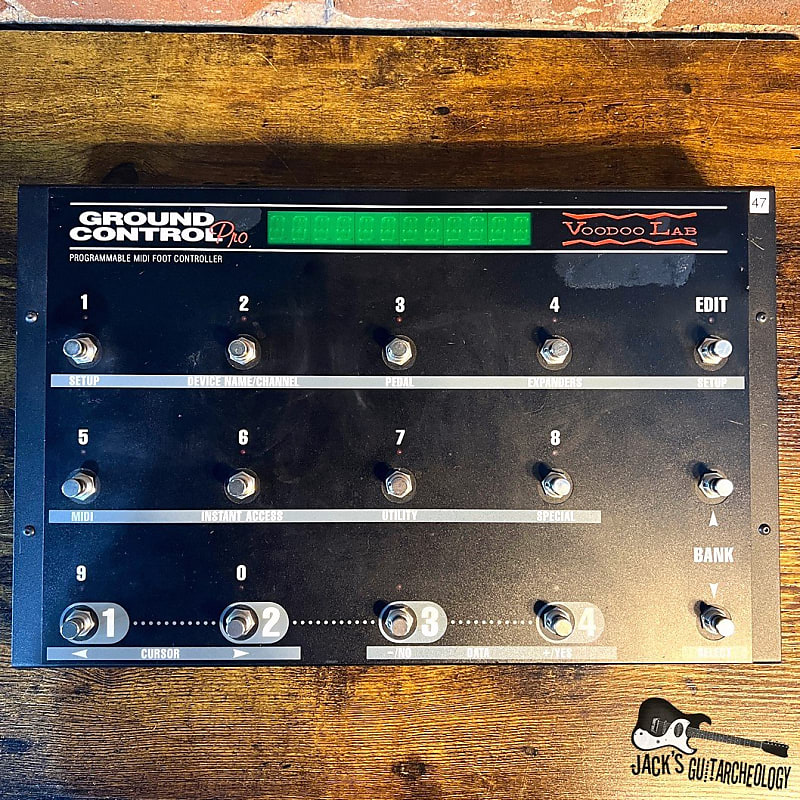 47
GROUND
CONTROL Pro
VOODOO LAB
PROGRAMMABLE MIDI FOOT CONTROLLER
1 2 3 4 EDIT
SETUP DEVICE NAME/CHANNEL PEDAL EXPANDERS SETUP
5 6 7 8
MIDI INSTANT ACCESS UTILITY SPECIAL
BANK
9 0
1 2 3 4
CURSOR -/NO DATA +/YES
JACK'S GUITARCHEOLOGY